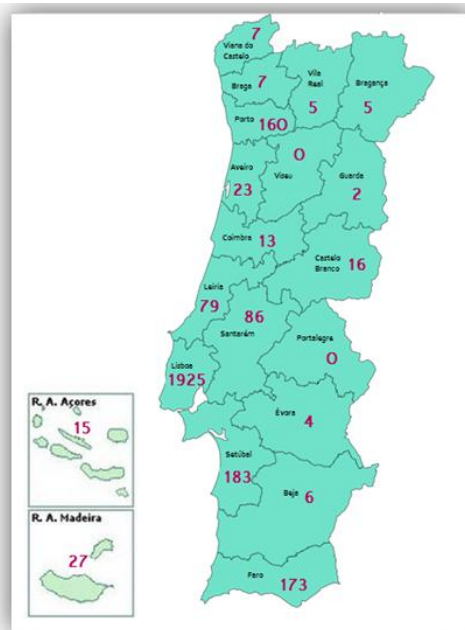 7
Viana do
Castelo
Braga 7
Vila
Real
5
Bragança
5
Porto 160
0
Viseu
Aveiro
23
Guarda
2
Coimbra 13
Castelo
Branco 16
Leiria
79
86
Santarém
Portalegre
0
Lisboa
1925
R. A. Açores
15
Évora 4
Setúbal
183
Beja 6
R. A. Madeira
27
Faro 173